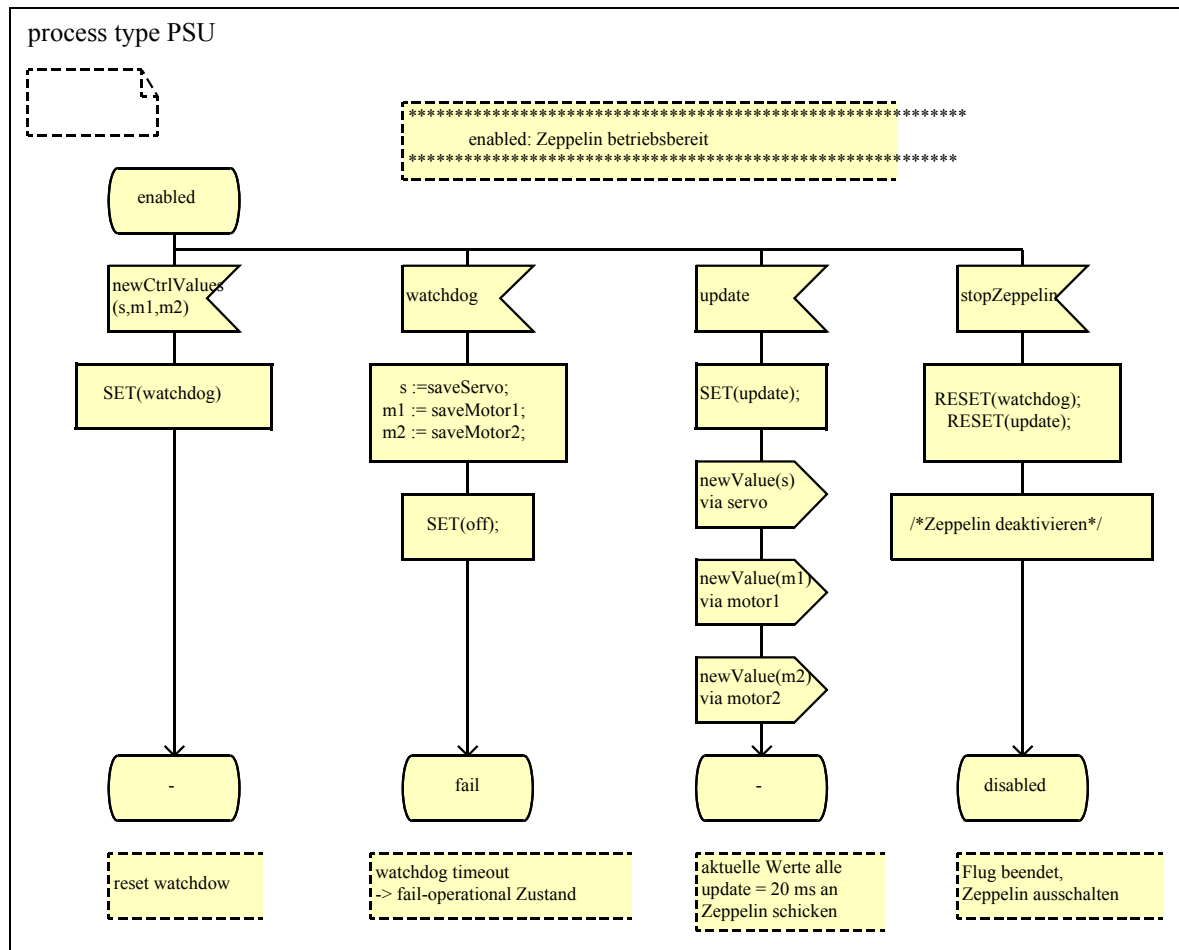 process type PSU
************************************************************
enabled: Zeppelin betriebsbereit
***********************************************************
enabled
newCtrlValues
(s,m1,m2)
SET(watchdog)
-
reset watchdow
watchdog
s :=saveServo;
m1 := saveMotor1;
m2 := saveMotor2;
SET(off);
fail
watchdog timeout
-> fail-operational Zustand
update
SET(update);
newValue(s)
via servo
newValue(m1)
via motor1
newValue(m2)
via motor2
-
aktuelle Werte alle
update = 20 ms an
Zeppelin schicken
stopZeppelin
RESET(watchdog);
RESET(update);
/*Zeppelin deaktivieren*/
disabled
Flug beendet,
Zeppelin ausschalten